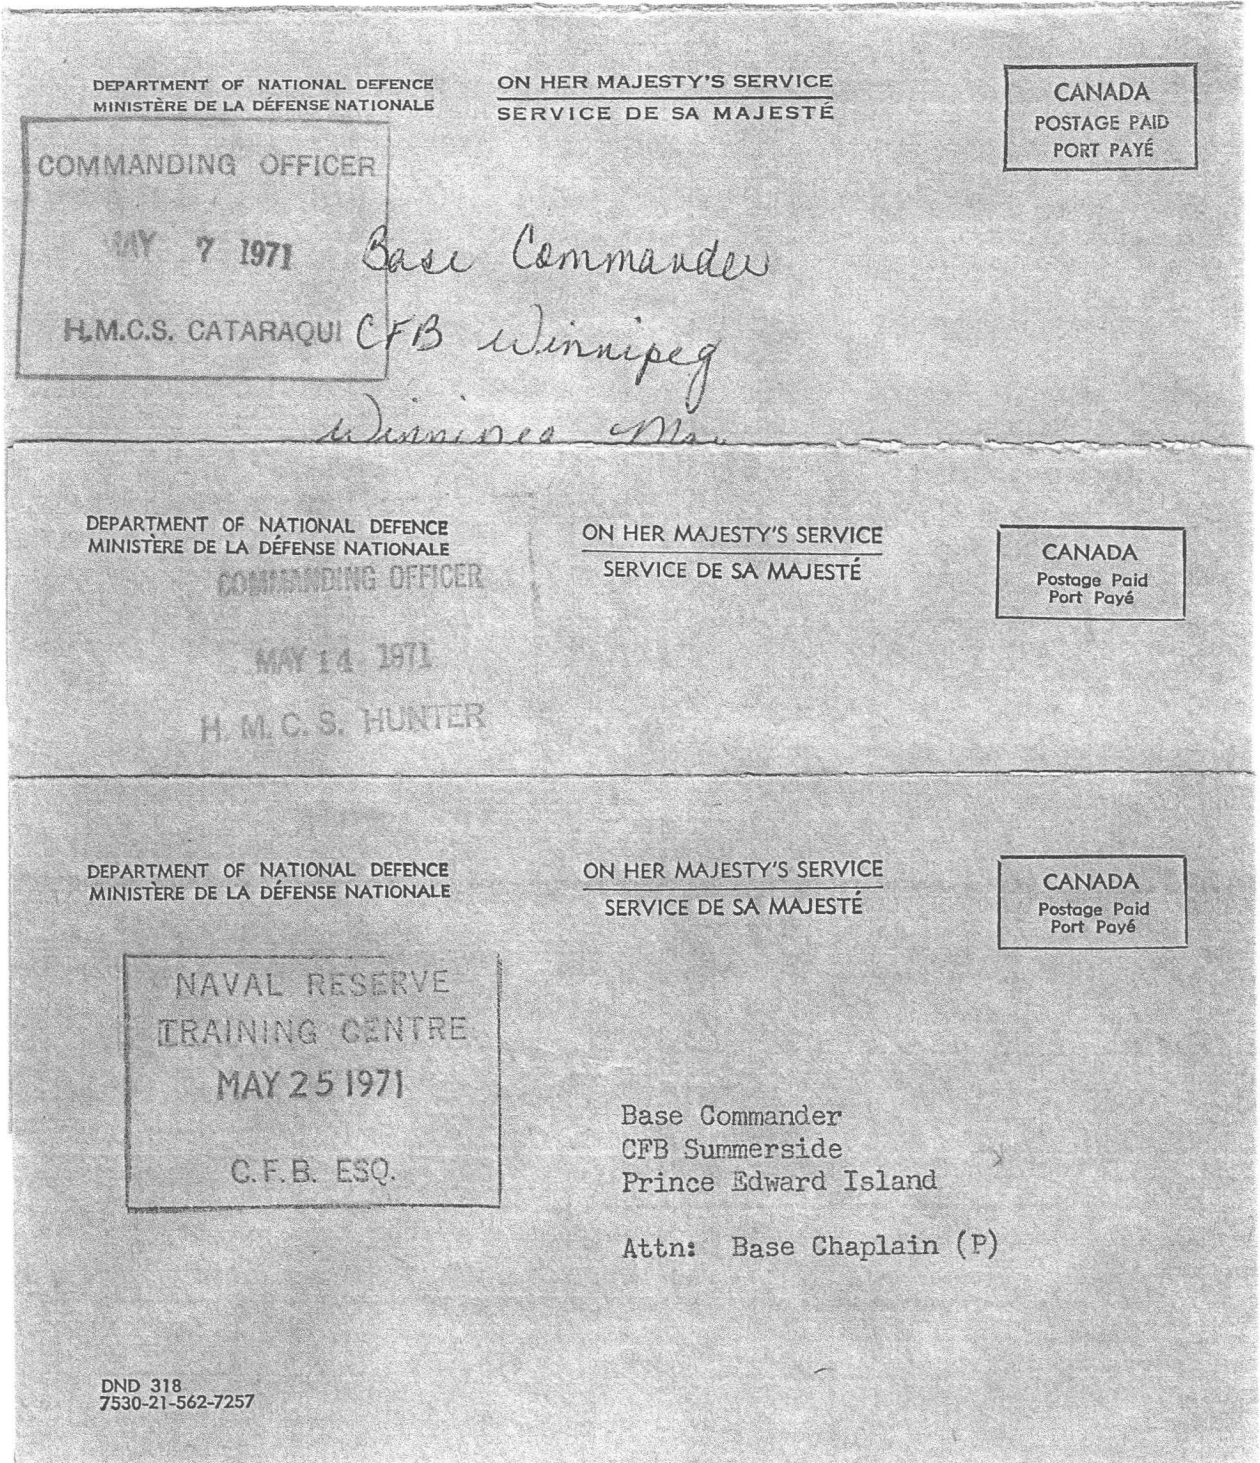 DEPARTMENT OF NATIONAL DEFENCE
MINISTÈRE DE LA DÉFENSE NATIONALE
ON HER MAJESTY'S SERVICE
SERVICE DE SA MAJESTÉ
CANADA
POSTAGE PAID
PORT PAYÉ
COMMANDING OFFICER
MAY 7 1971
H.M.C.S. CATARAQUI
Base Commander
CFB Winnipeg
Winnipeg Ma
DEPARTMENT OF NATIONAL DEFENCE
MINISTÈRE DE LA DÉFENSE NATIONALE
ON HER MAJESTY'S SERVICE
SERVICE DE SA MAJESTÉ
CANADA
Postage Paid
Port Payé
COMMANDING OFFICER
MAY 14 1971
H. M. C. S. HUNTER
DEPARTMENT OF NATIONAL DEFENCE
MINISTÈRE DE LA DÉFENSE NATIONALE
ON HER MAJESTY'S SERVICE
SERVICE DE SA MAJESTÉ
CANADA
Postage Paid
Port Payé
NAVAL RESERVE
TRAINING CENTRE
MAY 25 1971
C.F.B. ESQ.
Base Commander
CFB Summerside
Prince Edward Island
Attn: Base Chaplain (P)
DND 318
7530-21-562-7257